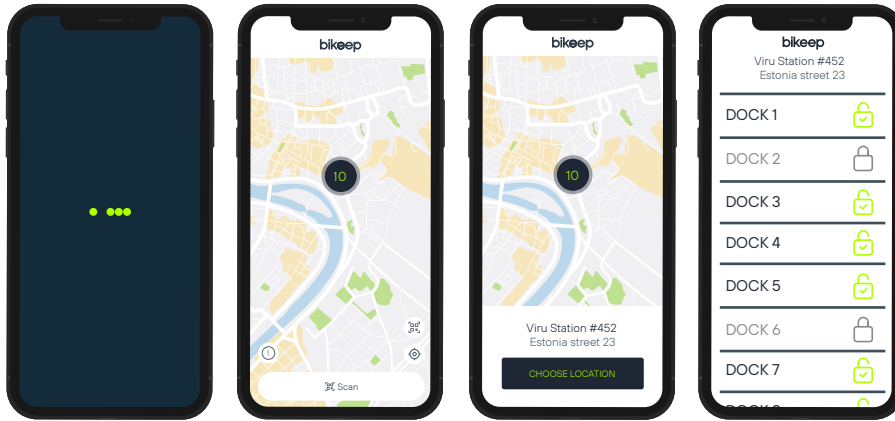 bikeep
10
Scan
bikeep
10
Viru Station #452
Estonia street 23
CHOOSE LOCATION
bikeep
Viru Station #452
Estonia street 23
DOCK 1
DOCK 2
DOCK 3
DOCK 4
DOCK 5
DOCK 6
DOCK 7